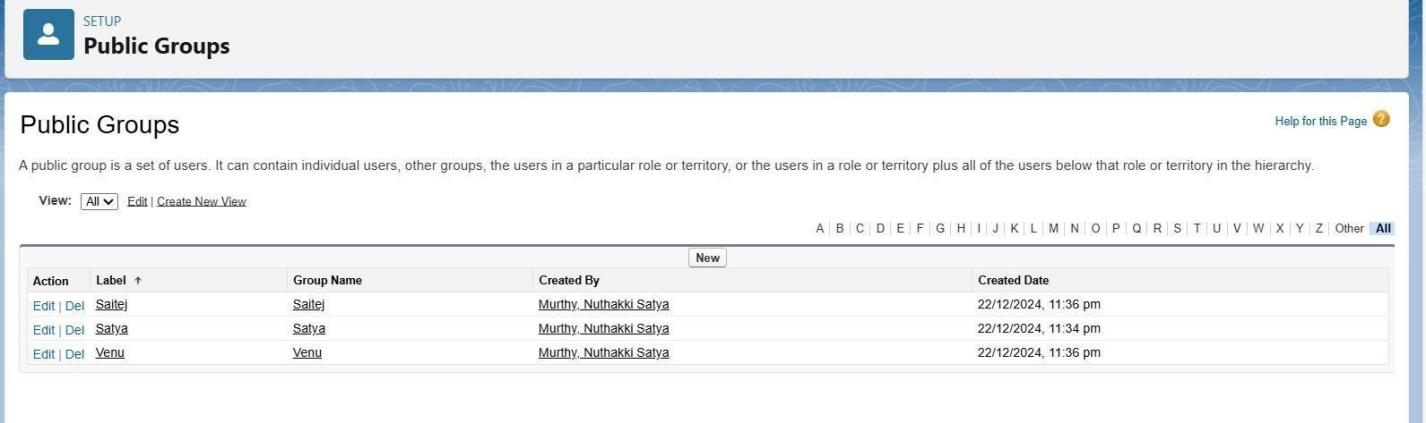 SETUP
Public Groups
Public Groups
Help for this Page ?
A public group is a set of users. It can contain individual users, other groups, the users in a particular role or territory, or the users in a role or territory plus all of the users below that role or territory in the hierarchy.
View: All Edit | Create New View
A | B | C | D | E | F | G | H | I | J | K | L | M | N | O | P | Q | R | S | T | U | V | W | X | Y | Z | Other All
New
Action Label ↑ Group Name Created By Created Date
Edit | Del Saitej Saitej Murthy, Nuthakki Satya 22/12/2024, 11:36 pm
Edit | Del Satya Satya Murthy, Nuthakki Satya 22/12/2024, 11:34 pm
Edit | Del Venu Venu Murthy, Nuthakki Satya 22/12/2024, 11:36 pm